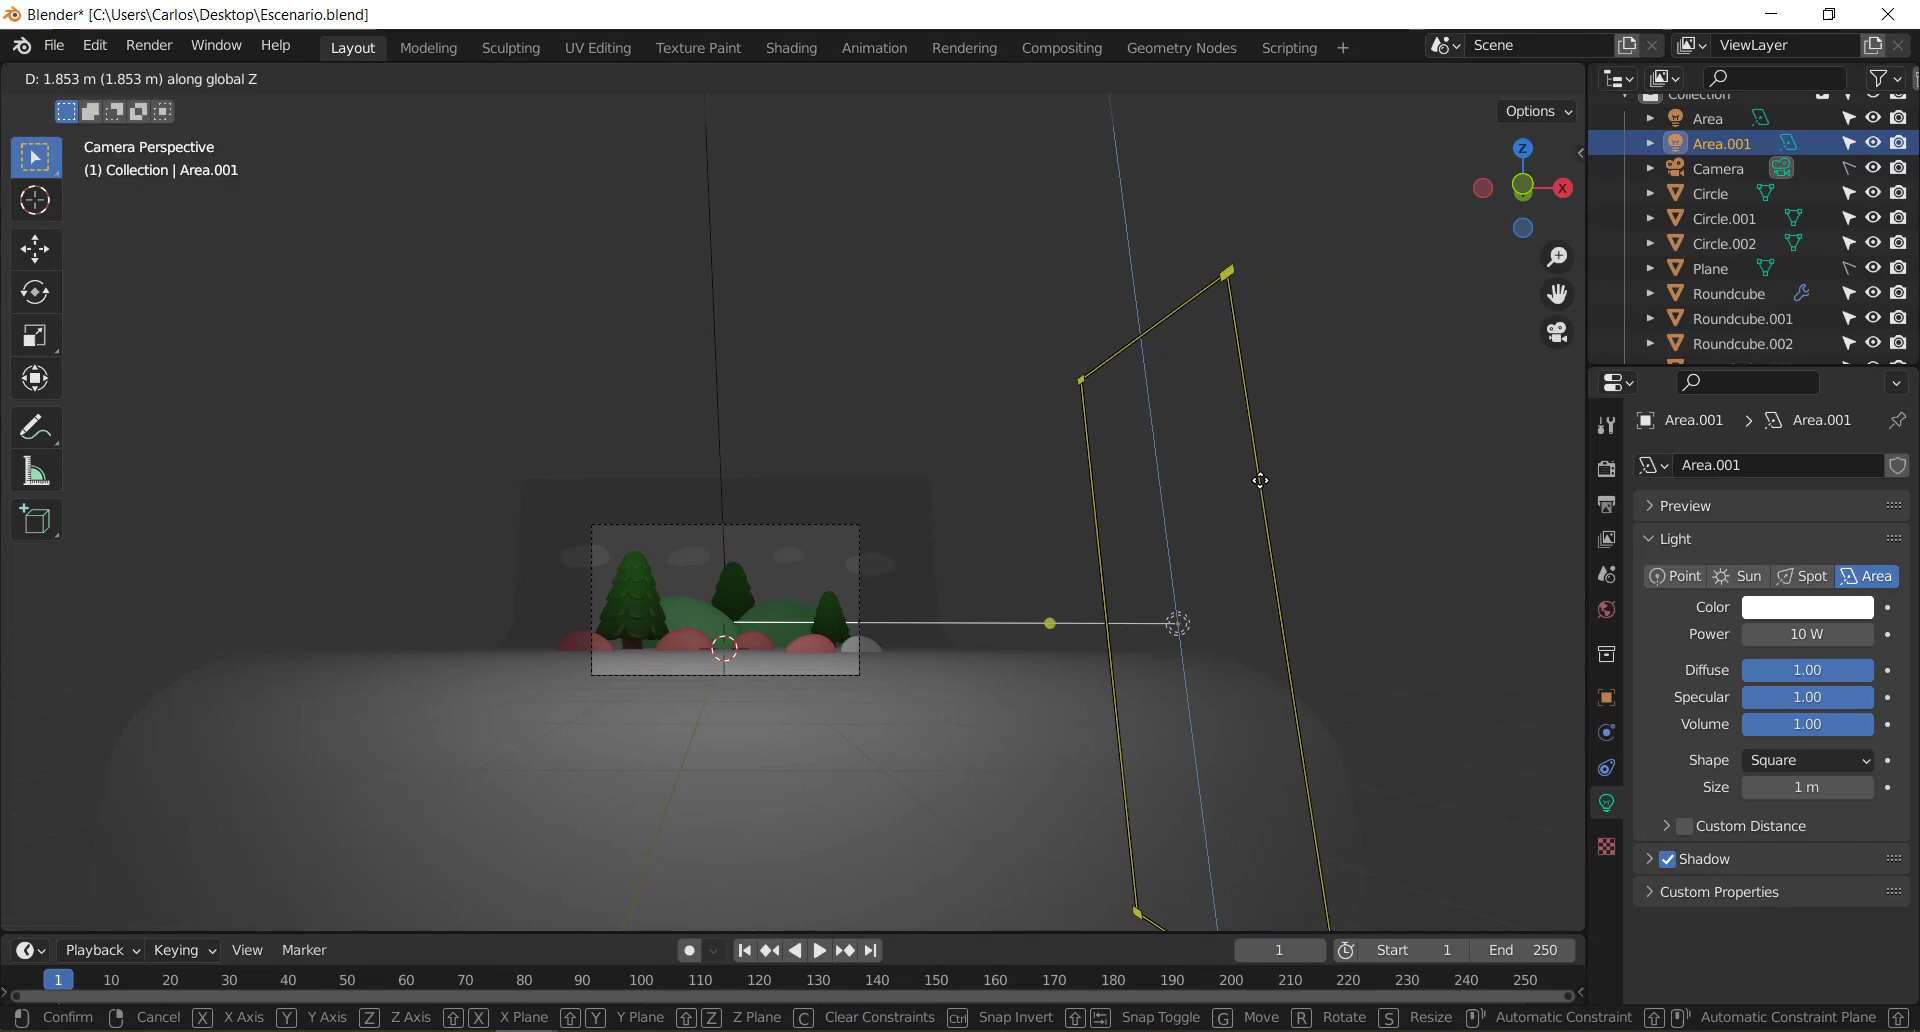 Blender* [C:\Users\Carlos\Desktop\Escenario.blend]
File Edit Render Window Help Layout Modeling Sculpting UV Editing Texture Paint Shading Animation Rendering Compositing Geometry Nodes Scripting + Scene ViewLayer
D: 1.853 m (1.853 m) along global Z
Options
Camera Perspective
(1) Collection | Area.001
Z
X
Collection
Area
Area.001
Camera
Circle
Circle.001
Circle.002
Plane
Roundcube
Roundcube.001
Roundcube.002
Area.001 > Area.001
Area.001
Preview
Light
Point Sun Spot Area
Color
Power 10 W
Diffuse 1.00
Specular 1.00
Volume 1.00
Shape Square
Size 1 m
Custom Distance
Shadow
Custom Properties
Playback Keying View Marker 1 Start 1 End 250
1 10 20 30 40 50 60 70 80 90 100 110 120 130 140 150 160 170 180 190 200 210 220 230 240 250
Confirm Cancel X X Axis Y Y Axis Z Z Axis X X Plane Y Y Plane Z Z Plane C Clear Constraints Ctrl Snap Invert Snap Toggle G Move R Rotate S Resize Automatic Constraint Automatic Constraint Plane